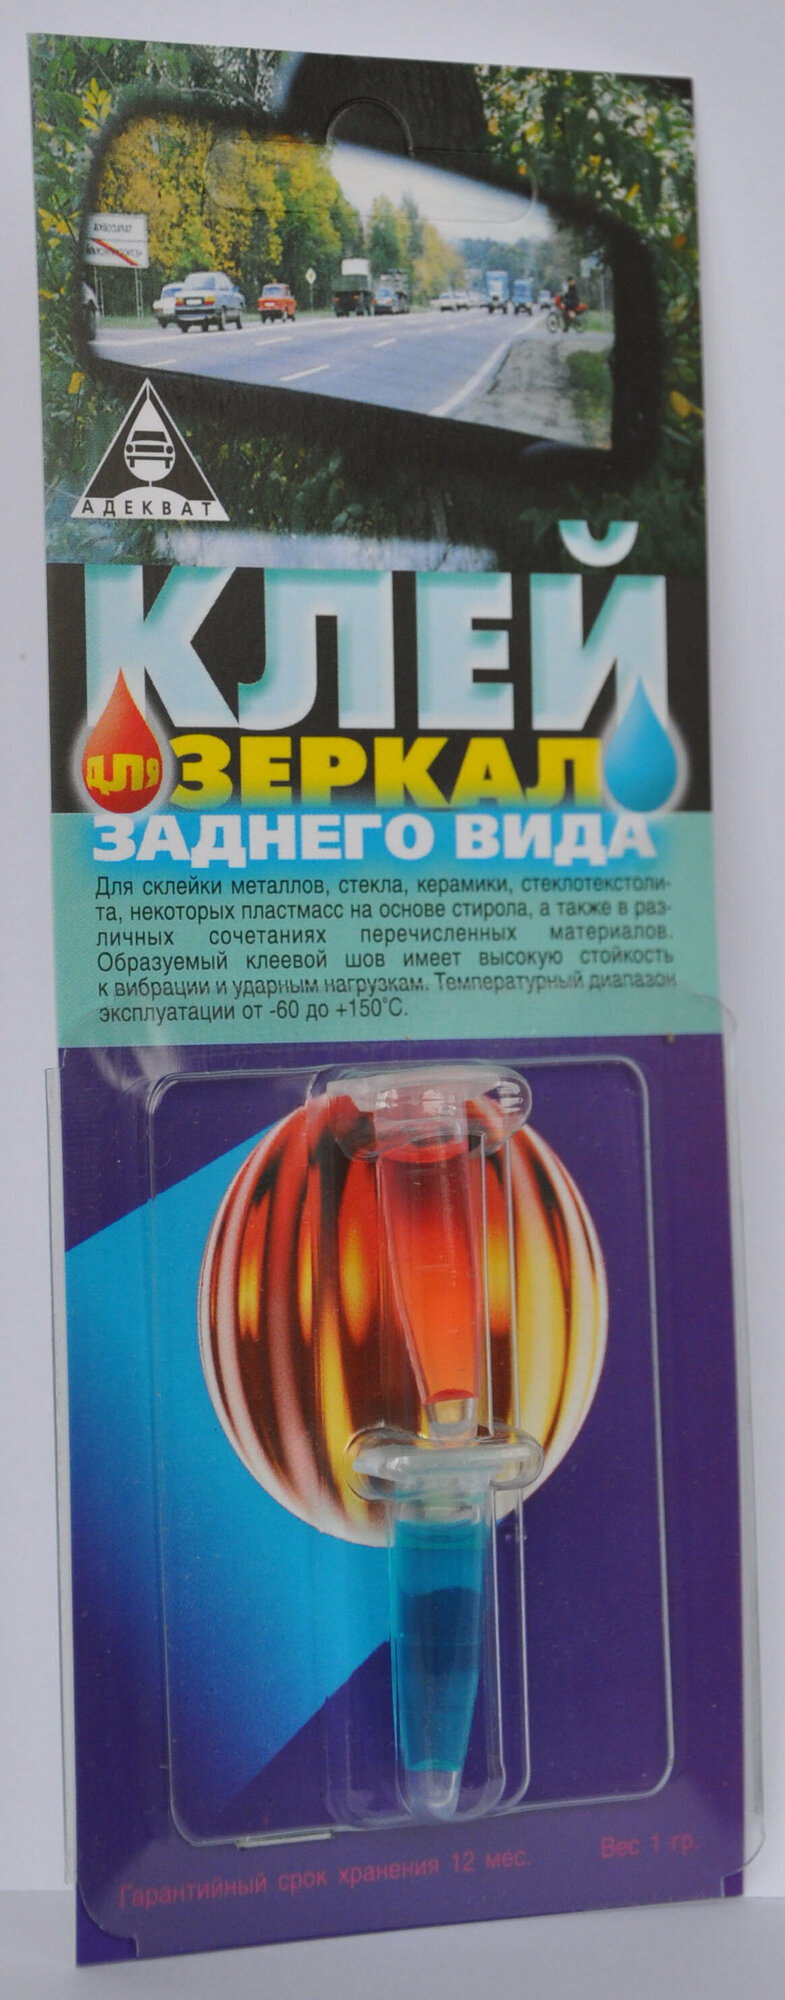 АДЕКВАТ
КЛЕЙ
ДЛЯ ЗЕРКАЛ
ЗАДНЕГО ВИДА
Для склейки металлов, стекла, керамики, стеклотекстоли-
та, некоторых пластмасс на основе стирола, а также в раз-
личных сочетаниях перечисленных материалов.
Образуемый клеевой шов имеет высокую стойкость
к вибрации и ударным нагрузкам. Температурный диапазон
эксплуатации от -60 до +150°С.
Гарантийный срок хранения 12 мес. Вес 1 гр.